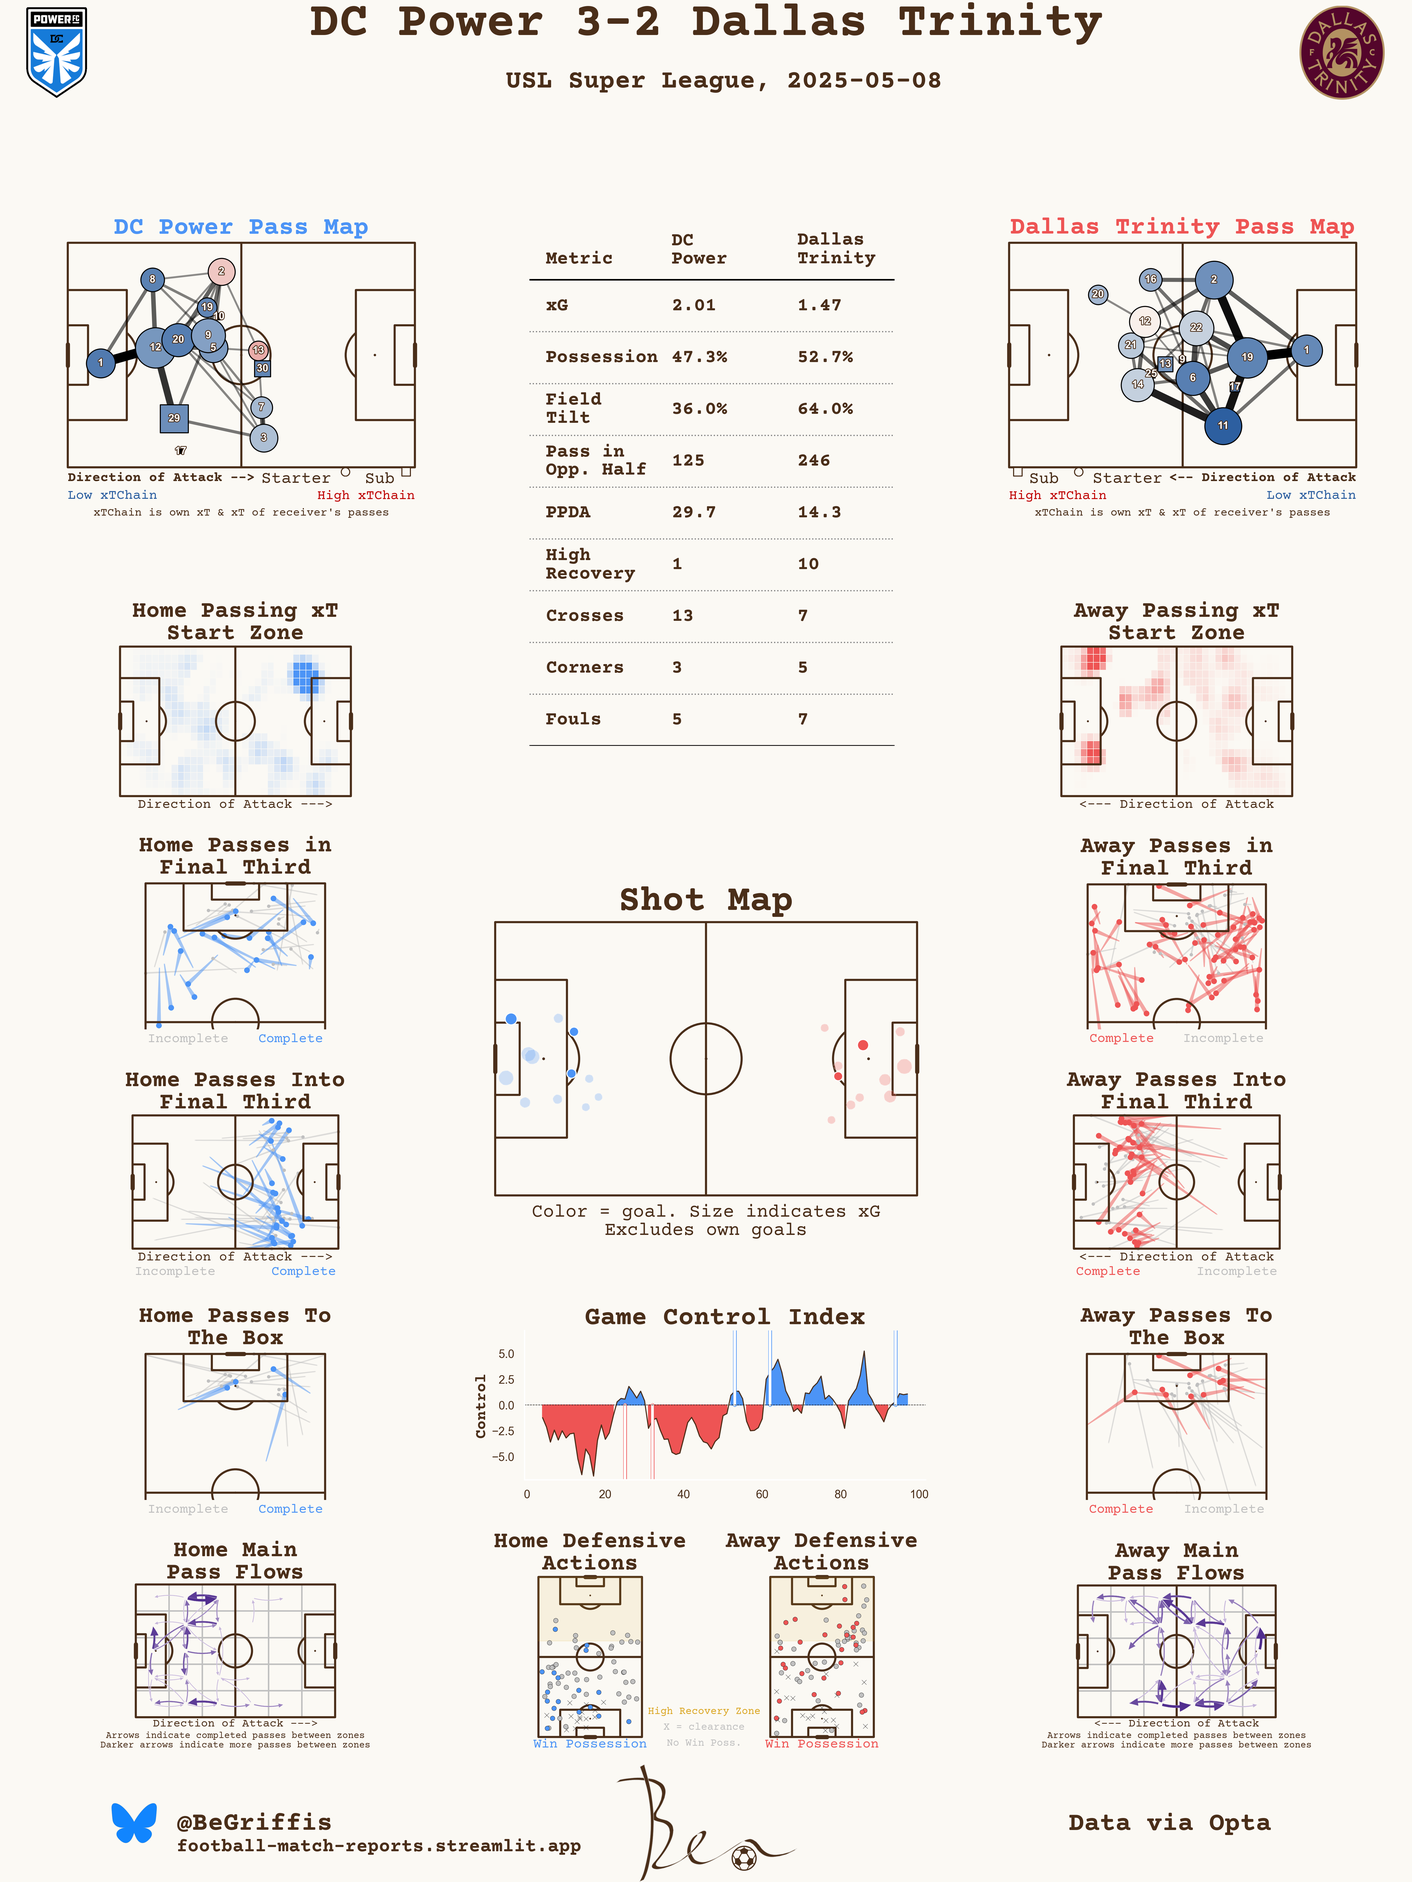 DC Power 3-2 Dallas Trinity
USL Super League, 2025-05-08
POWER FC
DC
DALLAS
F C
TRINITY
DC Power Pass Map
8
2
19
10
12
20
9
5
1
13
30
29
7
3
17
Direction of Attack --> Starter Sub
Low xTChain High xTChain
xTChain is own xT & xT of receiver's passes
Metric DC Power Dallas Trinity
xG 2.01 1.47
Possession 47.3% 52.7%
Field Tilt 36.0% 64.0%
Pass in Opp. Half 125 246
PPDA 29.7 14.3
High Recovery 1 10
Crosses 13 7
Corners 3 5
Fouls 5 7
Dallas Trinity Pass Map
16
2
20
12
22
21
9
19
1
13
25
6
14
17
11
Sub Starter <-- Direction of Attack
High xTChain Low xTChain
xTChain is own xT & xT of receiver's passes
Home Passing xT
Start Zone
Direction of Attack --->
Away Passing xT
Start Zone
<--- Direction of Attack
Home Passes in
Final Third
Incomplete Complete
Away Passes in
Final Third
Complete Incomplete
Shot Map
Color = goal. Size indicates xG
Excludes own goals
Home Passes Into
Final Third
Direction of Attack --->
Incomplete Complete
Away Passes Into
Final Third
<--- Direction of Attack
Complete Incomplete
Home Passes To
The Box
Incomplete Complete
Game Control Index
Control
5.0
2.5
0.0
−2.5
−5.0
0 20 40 60 80 100
Away Passes To
The Box
Complete Incomplete
Home Main
Pass Flows
Direction of Attack --->
Arrows indicate completed passes between zones
Darker arrows indicate more passes between zones
Home Defensive
Actions
Win Possession
Away Defensive
Actions
Win Possession
High Recovery Zone
X = clearance
No Win Poss.
Away Main
Pass Flows
<--- Direction of Attack
Arrows indicate completed passes between zones
Darker arrows indicate more passes between zones
@BeGriffis
football-match-reports.streamlit.app
Ben
Data via Opta